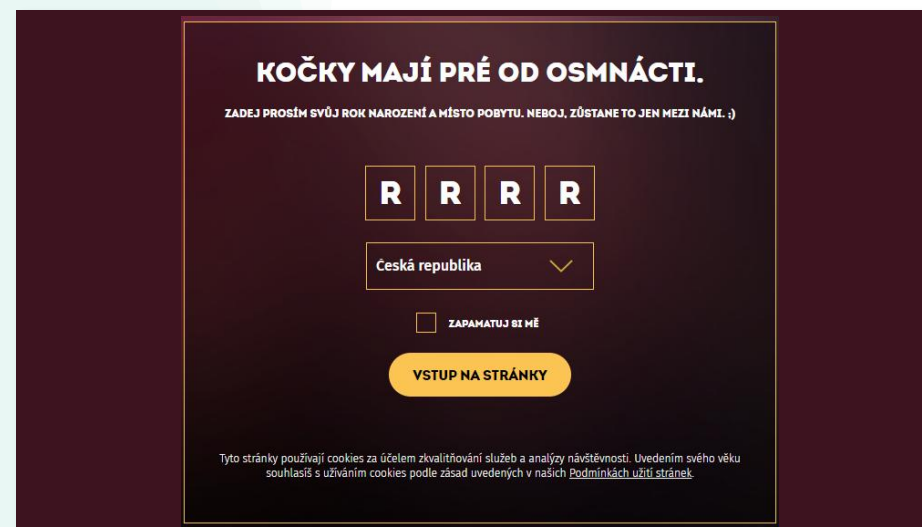 KOČKY MAJÍ PRÉ OD OSMNÁCTI.
ZADEJ PROSÍM SVŮJ ROK NAROZENÍ A MÍSTO POBYTU. NEBOJ, ZŮSTANE TO JEN MEZI NÁMI. ;)
R R R R
Česká republika
ZAPAMATUJ SI MĚ
VSTUP NA STRÁNKY
Tyto stránky používají cookies za účelem zkvalitňování služeb a analýzy návštěvnosti. Uvedením svého věku
souhlasíš s užíváním cookies podle zásad uvedených v našich Podmínkách užití stránek.